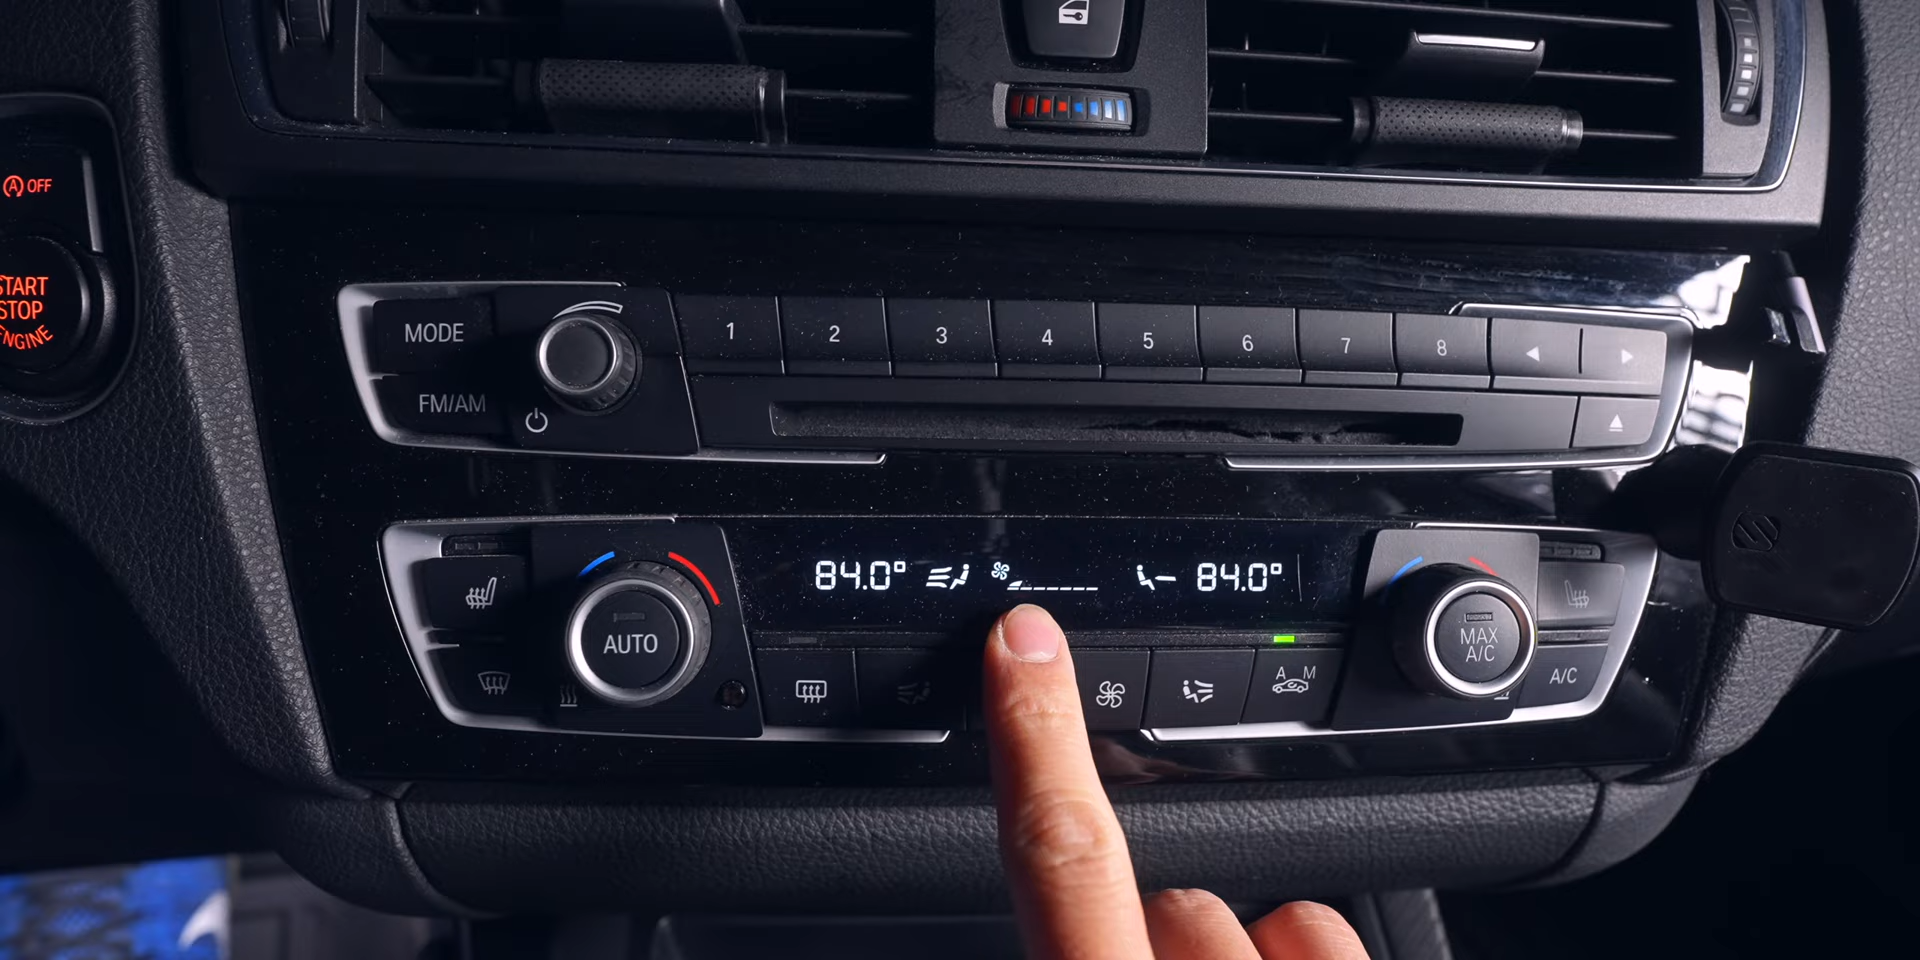 OFF
START
STOP
ENGINE
MODE
1 2 3 4 5 6 7 8
FM/AM
84.0° 84.0°
AUTO
MAX
A/C
A M
A/C